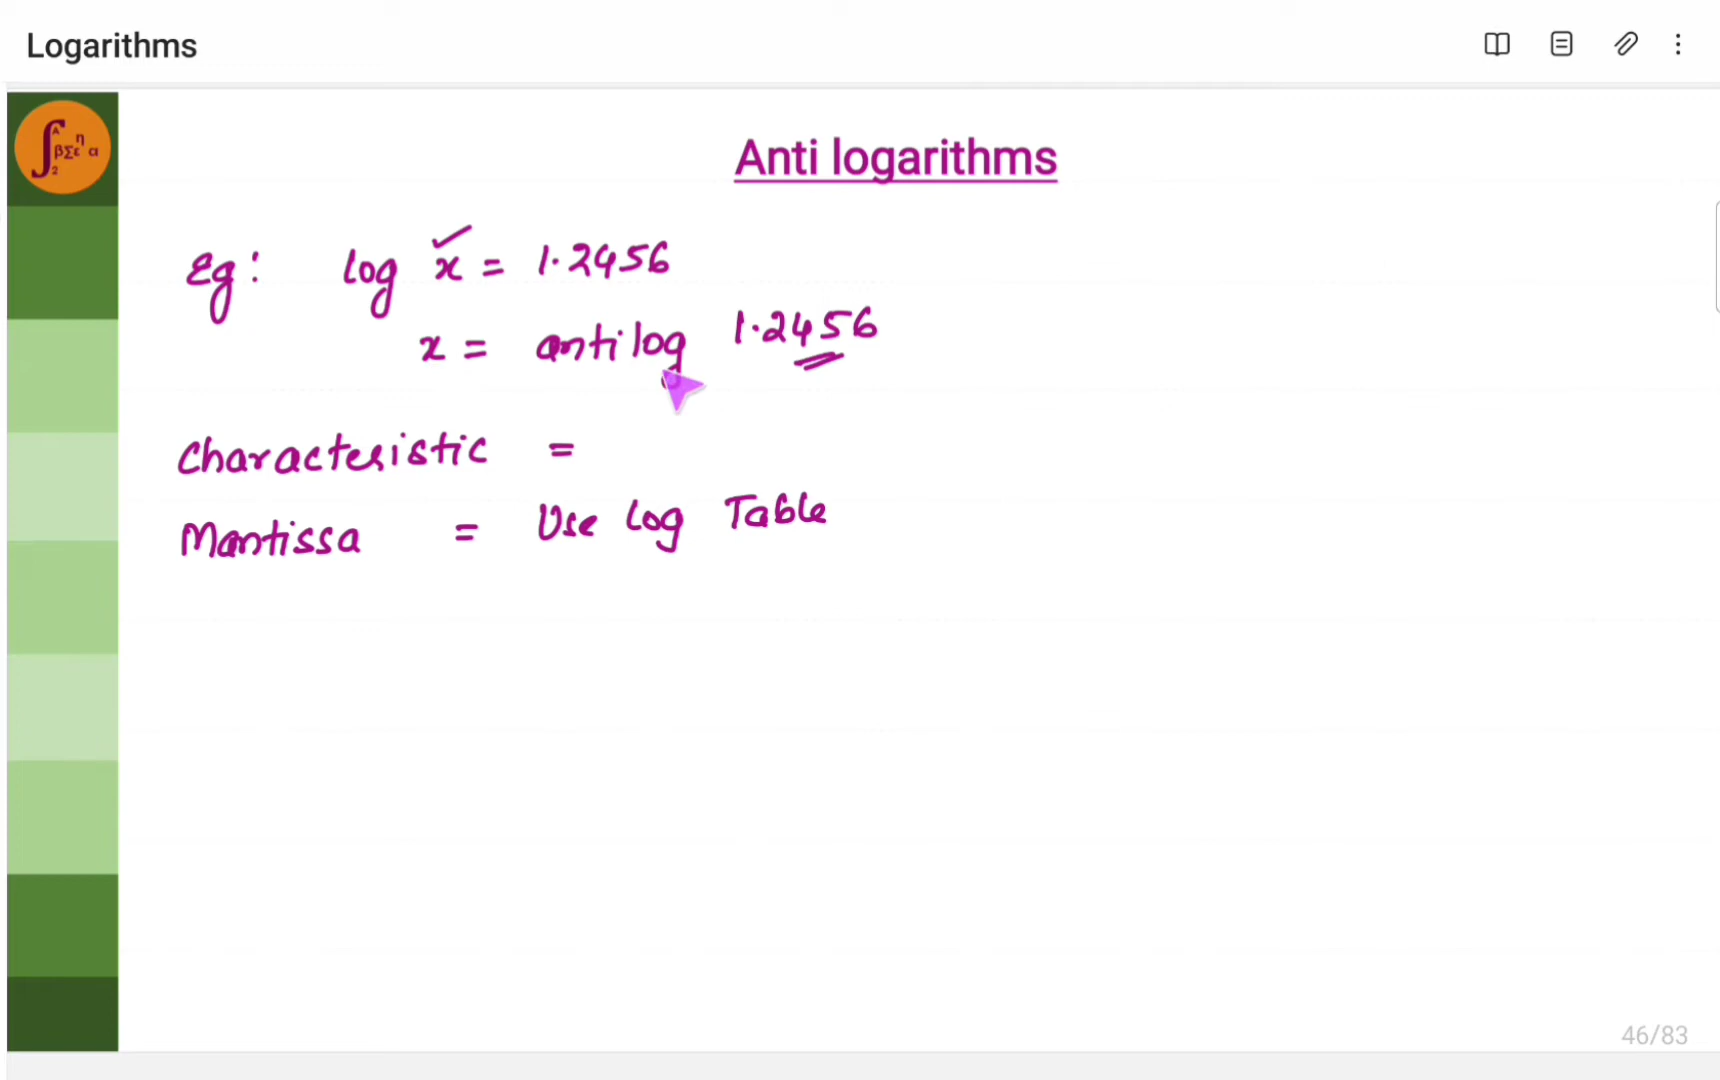 Logarithms
Anti logarithms
Eg: log x = 1.2456
x = antilog 1.2456
Characteristic =
Mantissa = Use Log Table
46/83